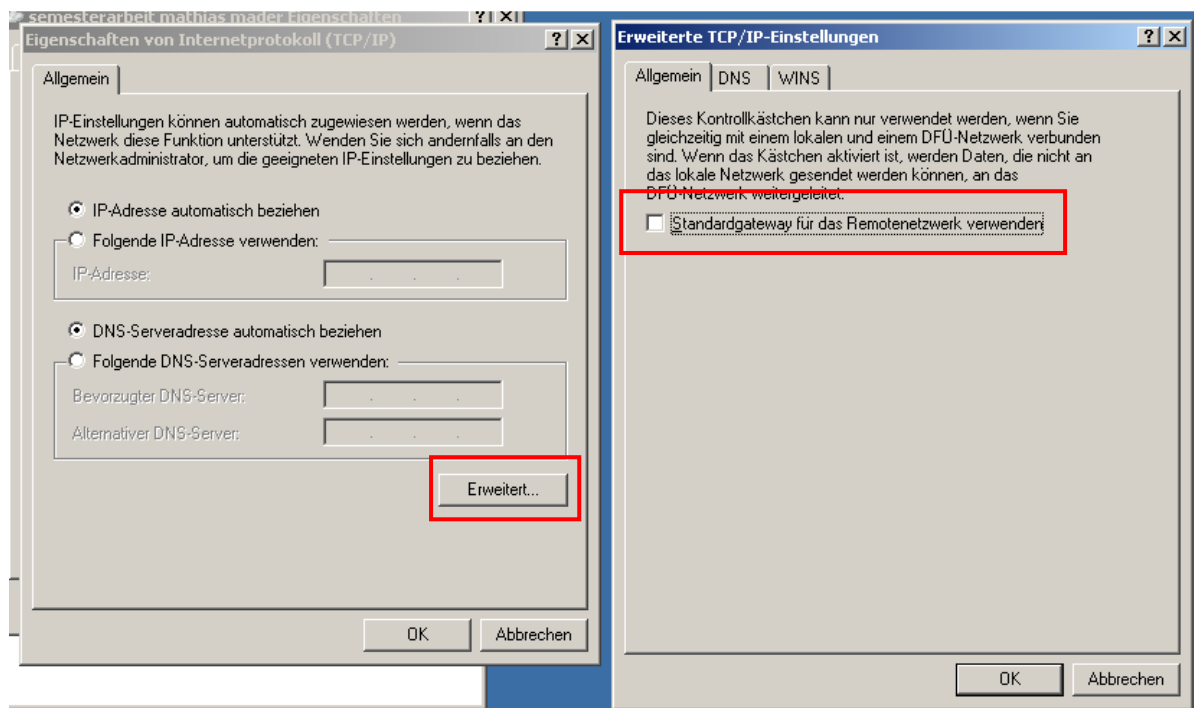 semesterarbeit mathias mader Eigenschaften
Eigenschaften von Internetprotokoll (TCP/IP)
Allgemein
IP-Einstellungen können automatisch zugewiesen werden, wenn das
Netzwerk diese Funktion unterstützt. Wenden Sie sich andernfalls an den
Netzwerkadministrator, um die geeigneten IP-Einstellungen zu beziehen.
IP-Adresse automatisch beziehen
Folgende IP-Adresse verwenden:
IP-Adresse:
DNS-Serveradresse automatisch beziehen
Folgende DNS-Serveradressen verwenden:
Bevorzugter DNS-Server:
Alternativer DNS-Server:
Erweitert...
OK Abbrechen
Erweiterte TCP/IP-Einstellungen
Allgemein DNS WINS
Dieses Kontrollkästchen kann nur verwendet werden, wenn Sie
gleichzeitig mit einem lokalen und einem DFÜ-Netzwerk verbunden
sind. Wenn das Kästchen aktiviert ist, werden Daten, die nicht an
das lokale Netzwerk gesendet werden können, an das
DFÜ-Netzwerk weitergeleitet.
Standardgateway für das Remotenetzwerk verwenden
OK Abbrechen